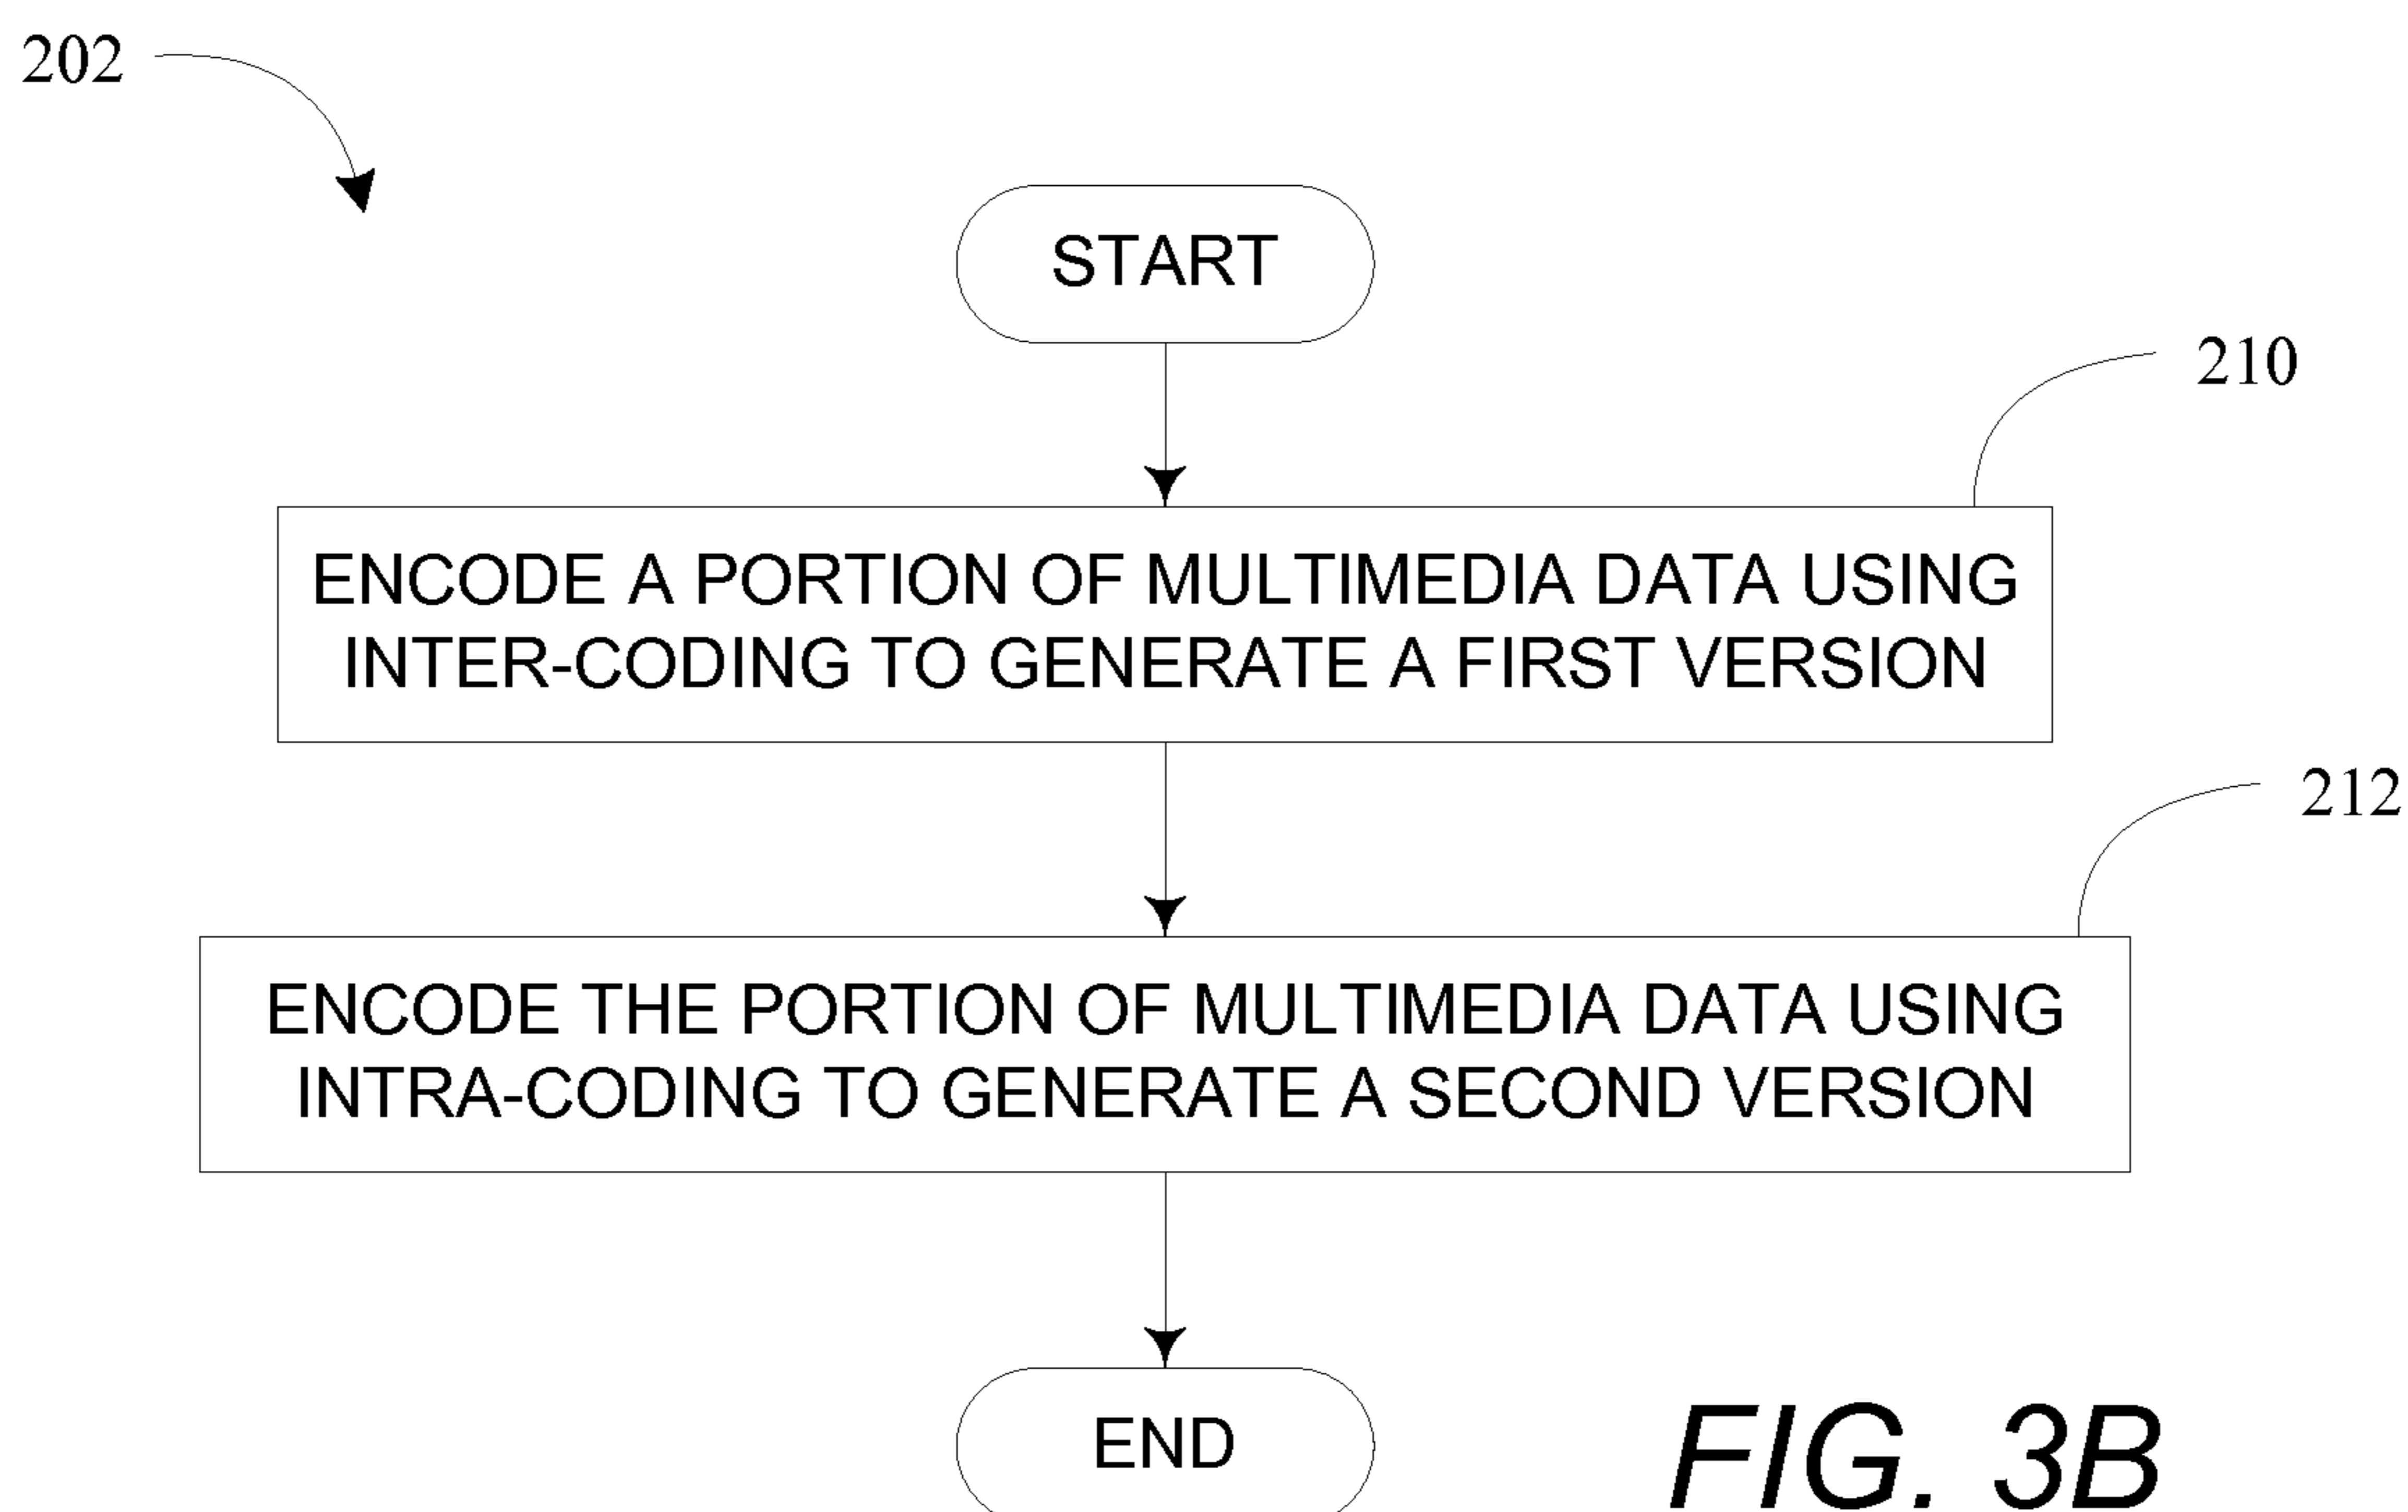 202
START
210
ENCODE A PORTION OF MULTIMEDIA DATA USING
INTER-CODING TO GENERATE A FIRST VERSION
212
ENCODE THE PORTION OF MULTIMEDIA DATA USING
INTRA-CODING TO GENERATE A SECOND VERSION
END
FIG. 3B